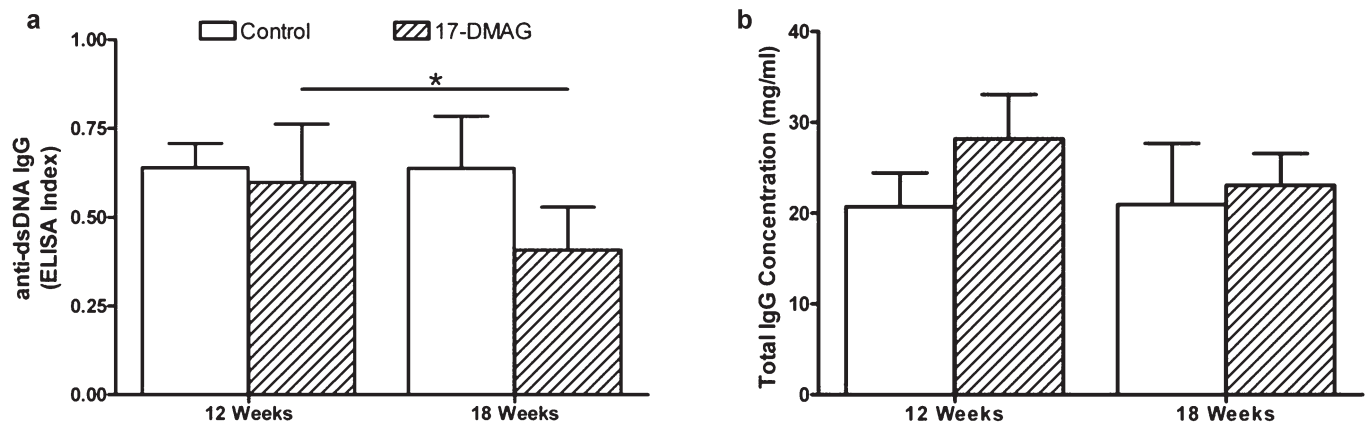 a
Control
17-DMAG
*
1.00
0.75
0.50
0.25
0.00
anti-dsDNA IgG
(ELISA Index)
12 Weeks
18 Weeks
b
40
30
20
10
0
Total IgG Concentration (mg/ml)
12 Weeks
18 Weeks